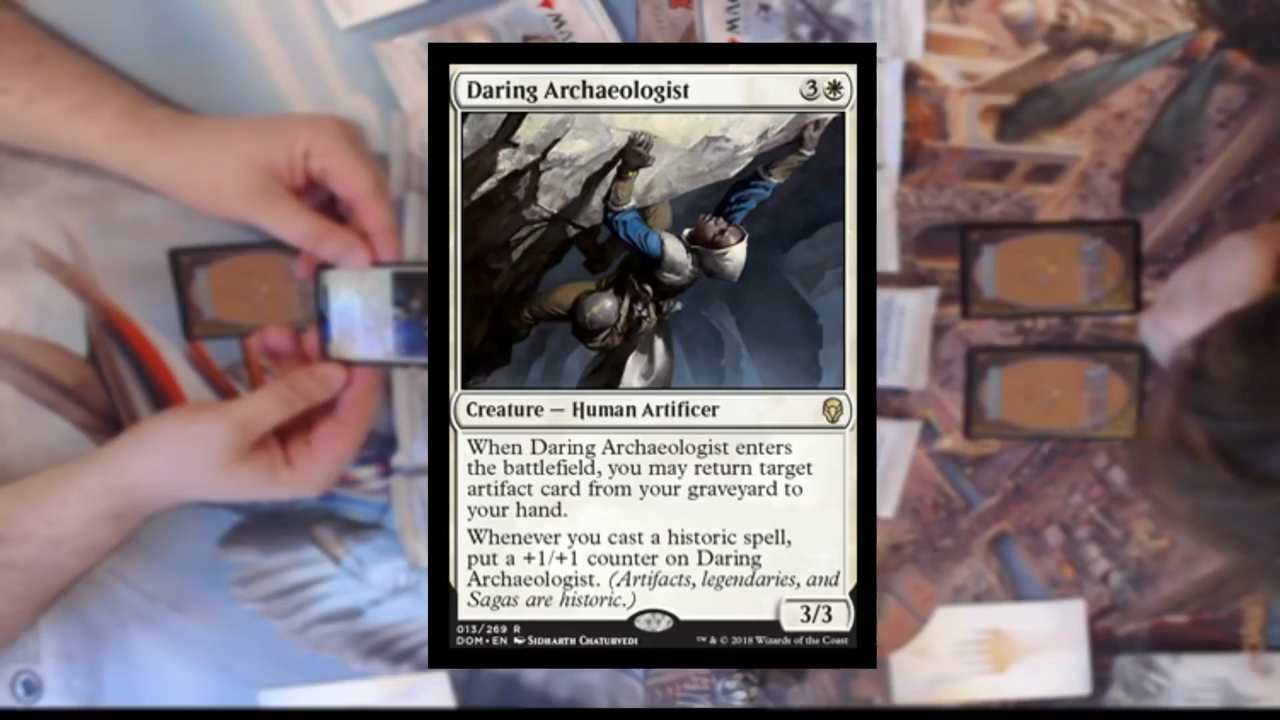 Daring Archaeologist 3
Creature — Human Artificer
When Daring Archaeologist enters
the battlefield, you may return target
artifact card from your graveyard to
your hand.
Whenever you cast a historic spell,
put a +1/+1 counter on Daring
Archaeologist. (Artifacts, legendaries, and
Sagas are historic.)
3/3
013/269 R
DOM • EN Sidharth Chaturvedi
™ & © 2018 Wizards of the Coast